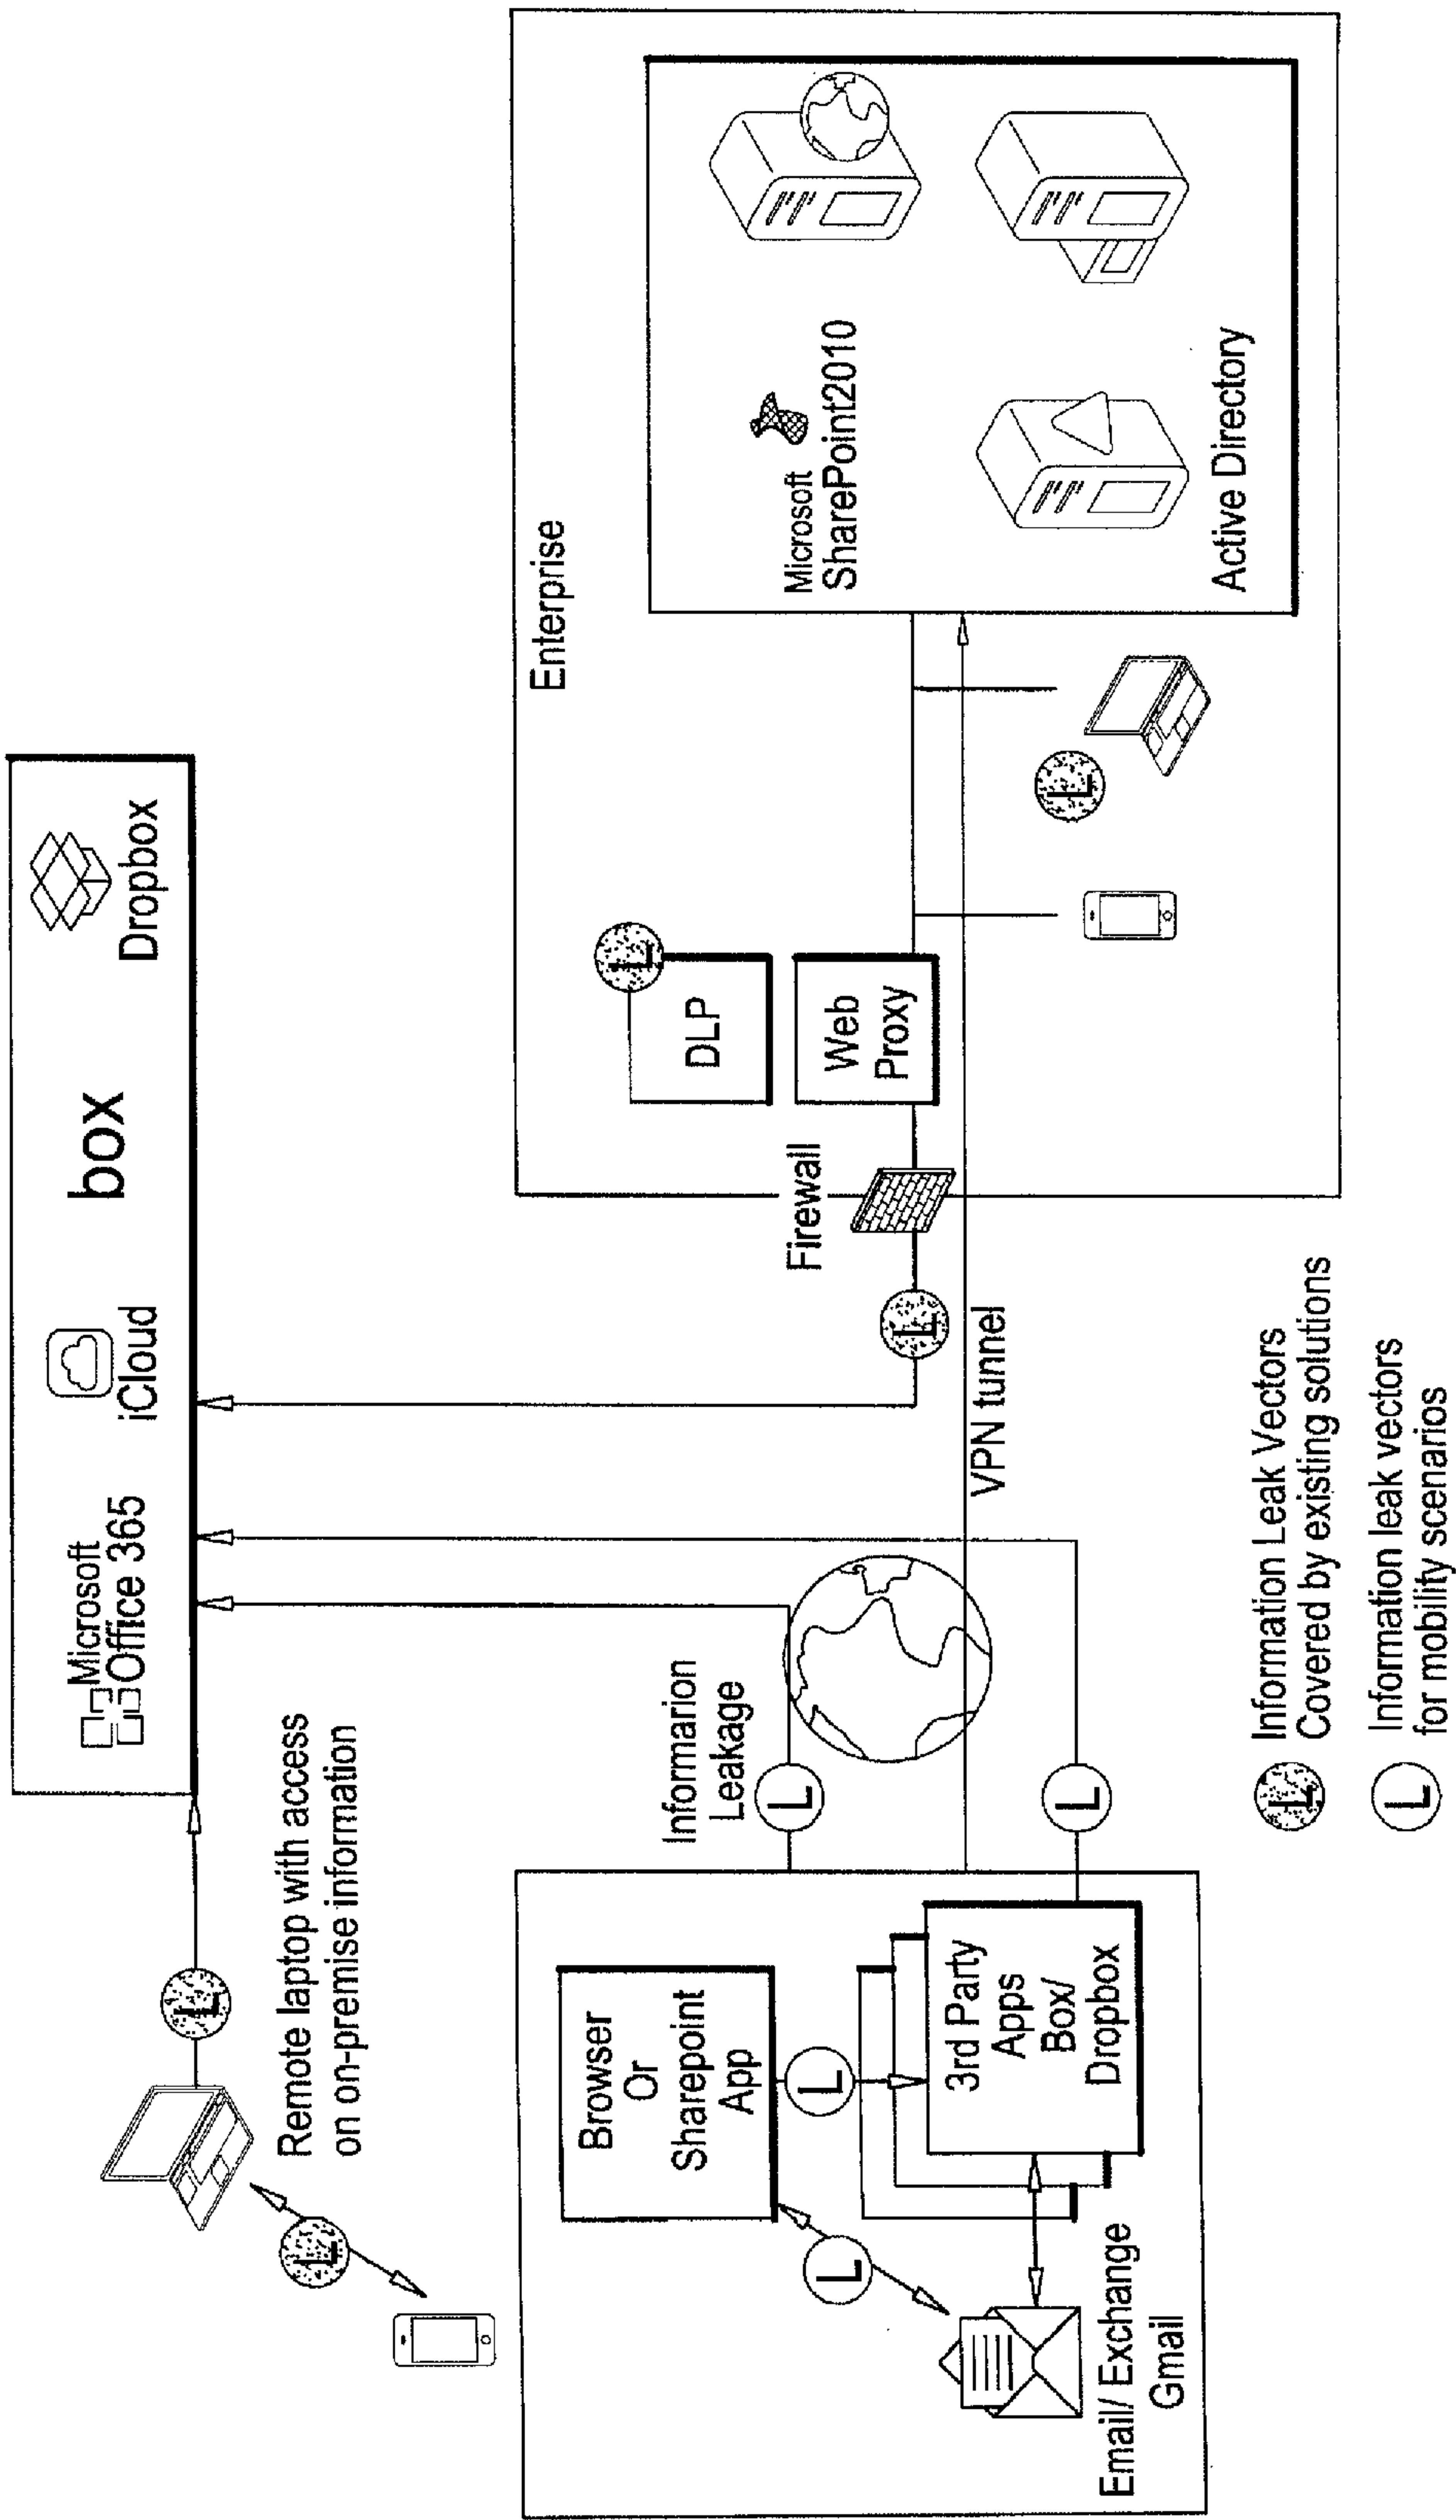 Microsoft
Office 365
iCloud
box
Dropbox
L
L
Remote laptop with access
on on-premise information
Enterprise
Informarion
Leakage
L
Firewall
DLP
L
Web
Proxy
L
Microsoft
SharePoint2010
Active Directory
L
VPN tunnel
Browser
Or
Sharepoint
App
L
L
3rd Party
Apps
Box/
Dropbox
L
Email/ Exchange
Gmail
L
Information Leak Vectors
Covered by existing solutions
L
Information leak vectors
for mobility scenarios